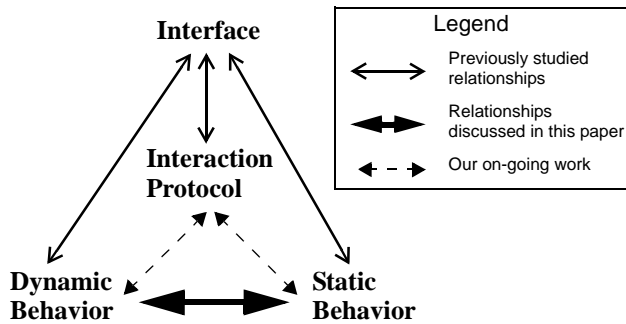 Interface
Interaction
Protocol
Dynamic
Behavior
Static
Behavior
Legend
Previously studied
relationships
Relationships
discussed in this paper
Our on-going work